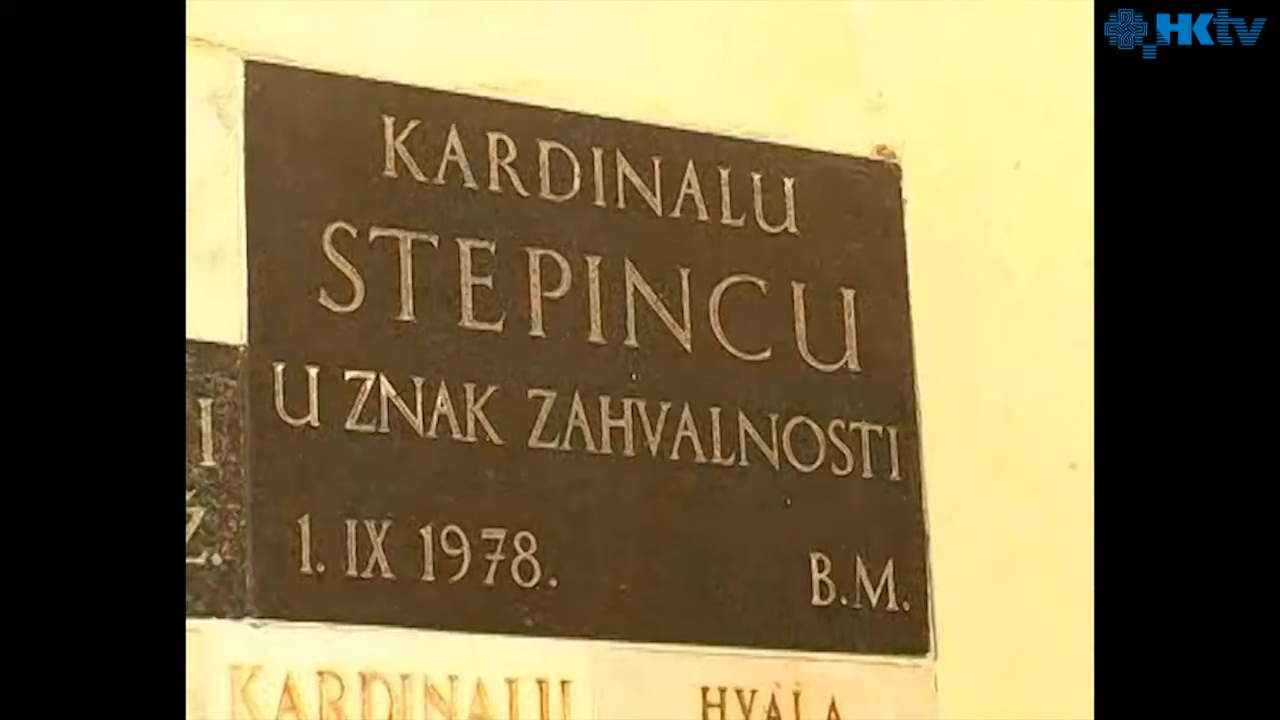 HKtv
KARDINALU
STEPINCU
U ZNAK ZAHVALNOSTI
1. IX 1978.
B.M.
I
Z.
KARDINALU
HVALA